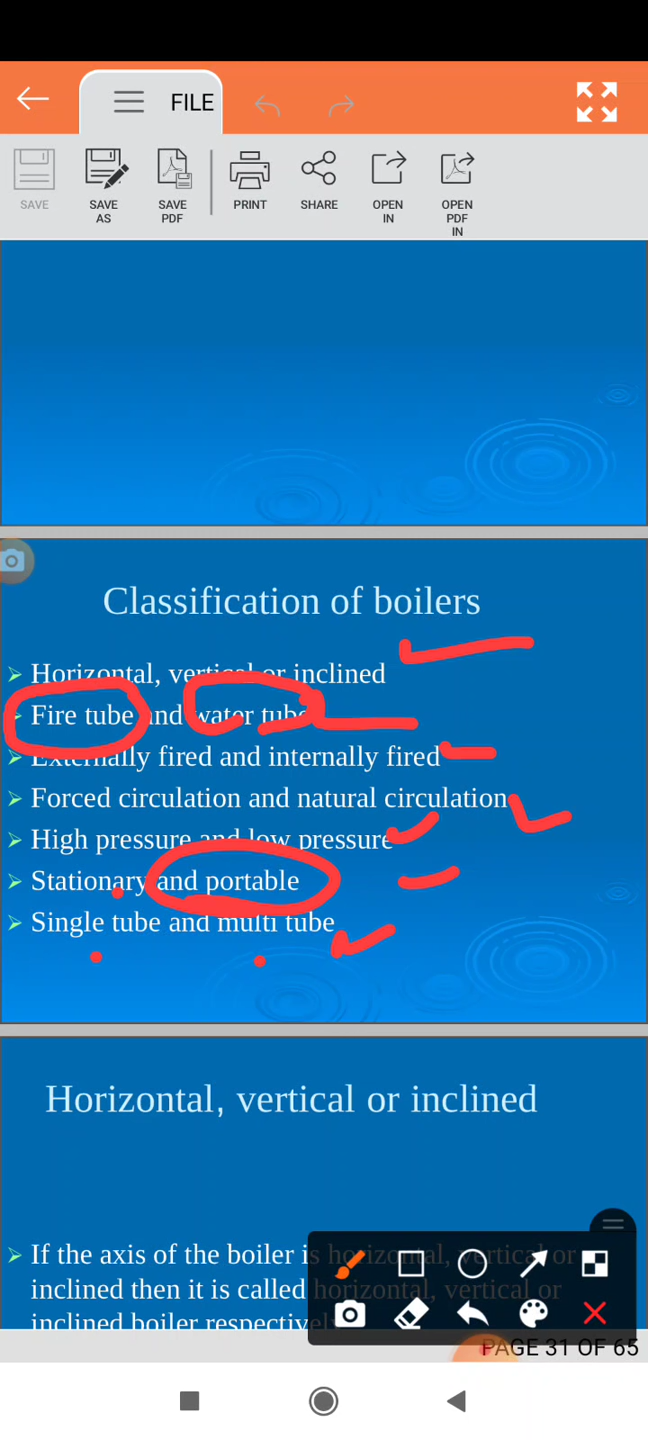 FILE
SAVE
SAVE AS
SAVE PDF
PRINT
SHARE
OPEN IN
OPEN PDF IN
Classification of boilers
➢ Horizontal, vertical or inclined
➢ Fire tube and water tube
➢ Externally fired and internally fired
➢ Forced circulation and natural circulation
➢ High pressure and low pressure
➢ Stationary and portable
➢ Single tube and multi tube
Horizontal, vertical or inclined
➢ If the axis of the boiler is horizontal, vertical or
inclined then it is called horizontal, vertical or
inclined boiler respectively
PAGE 31 OF 65